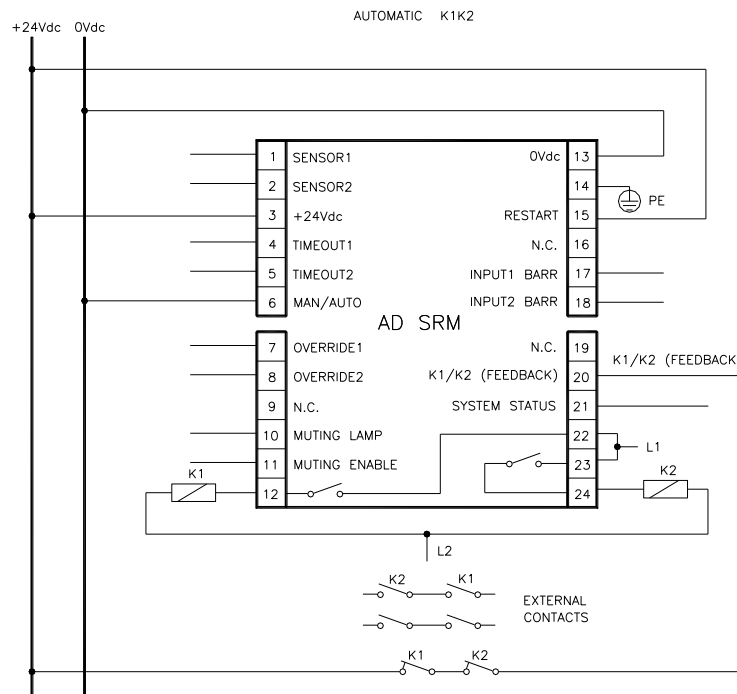 AUTOMATIC K1K2
+24Vdc 0Vdc
1 SENSOR1
2 SENSOR2
3 +24Vdc
4 TIMEOUT1
5 TIMEOUT2
6 MAN/AUTO
0Vdc 13
14 PE
RESTART 15
N.C. 16
INPUT1 BARR 17
INPUT2 BARR 18
AD SRM
7 OVERRIDE1
8 OVERRIDE2
9 N.C.
10 MUTING LAMP
11 MUTING ENABLE
12
K1
N.C. 19
K1/K2 (FEEDBACK) 20
K1/K2 (FEEDBACK
SYSTEM STATUS 21
22
23
24
L1
K2
L2
K2 K1
EXTERNAL
CONTACTS
K1 K2